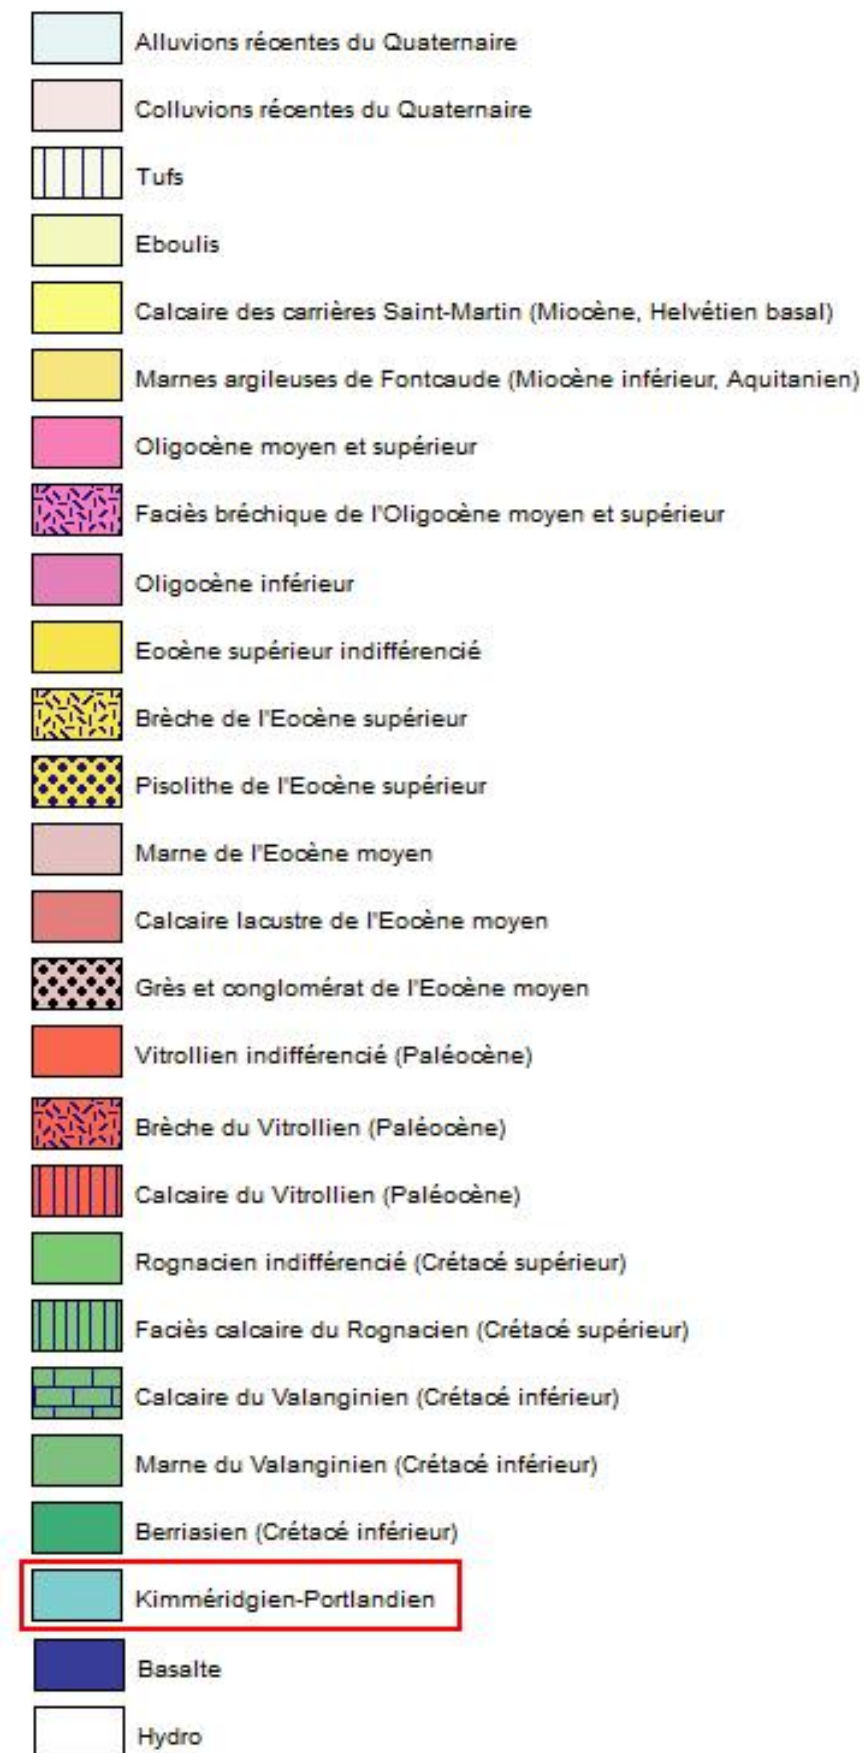 Alluvions récentes du Quaternaire
Colluvions récentes du Quaternaire
Tufs
Eboulis
Calcaire des carrières Saint-Martin (Miocène, Helvétien basal)
Marnes argileuses de Fontcaude (Miocène inférieur, Aquitanien)
Oligocène moyen et supérieur
Faciès bréchique de l'Oligocène moyen et supérieur
Oligocène inférieur
Eocène supérieur indifférencié
Brèche de l'Eocène supérieur
Pisolithe de l'Eocène supérieur
Marne de l'Eocène moyen
Calcaire lacustre de l'Eocène moyen
Grès et conglomérat de l'Eocène moyen
Vitrollien indifférencié (Paléocène)
Brèche du Vitrollien (Paléocène)
Calcaire du Vitrollien (Paléocène)
Rognacien indifférencié (Crétacé supérieur)
Faciès calcaire du Rognacien (Crétacé supérieur)
Calcaire du Valanginien (Crétacé inférieur)
Marne du Valanginien (Crétacé inférieur)
Berriasien (Crétacé inférieur)
Kimméridgien-Portlandien
Basalte
Hydro